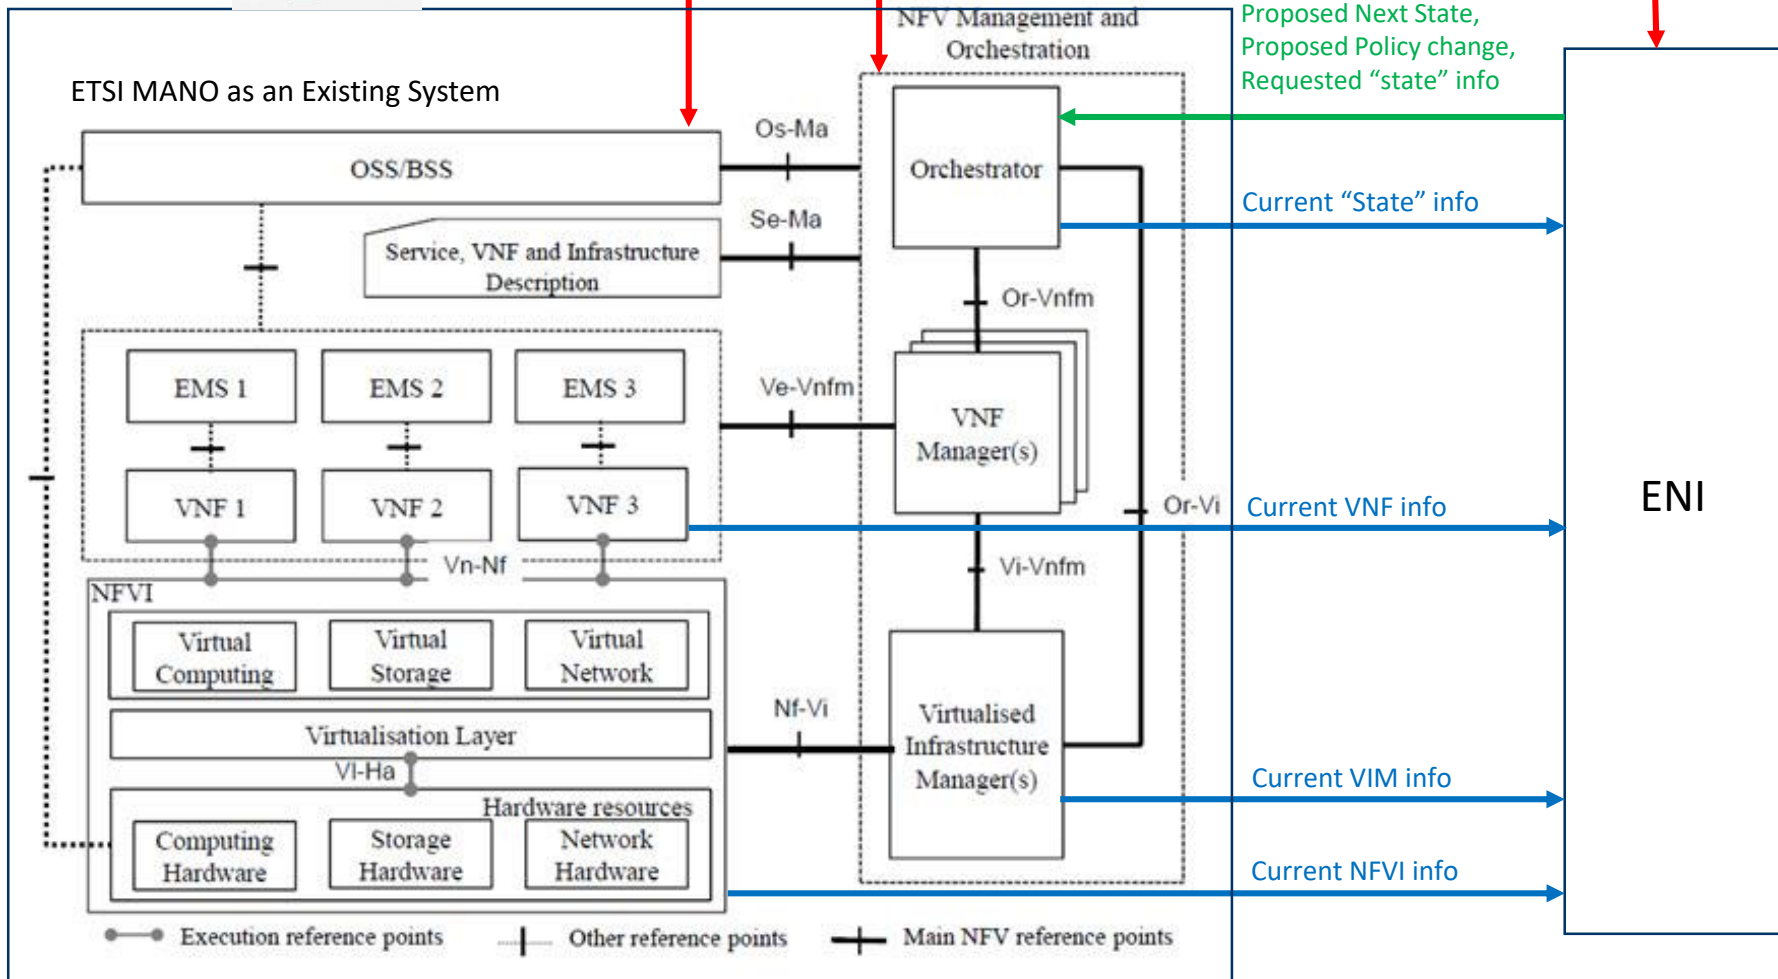 NFV Management and
Orchestration
Proposed Next State,
Proposed Policy change,
Requested “state” info
ETSI MANO as an Existing System
Os-Ma
OSS/BSS
Orchestrator
Current “State” info
Se-Ma
Service, VNF and Infrastructure
Description
Or-Vnfm
EMS 1
EMS 2
EMS 3
Ve-Vnfm
VNF
Manager(s)
VNF 1
VNF 2
VNF 3
Or-Vi
Current VNF info
ENI
Vn-Nf
Vi-Vnfm
NFVI
Virtual
Computing
Virtual
Storage
Virtual
Network
Nf-Vi
Virtualised
Infrastructure
Manager(s)
Virtualisation Layer
Vl-Ha
Current VIM info
Hardware resources
Computing
Hardware
Storage
Hardware
Network
Hardware
Current NFVI info
Execution reference points
Other reference points
Main NFV reference points